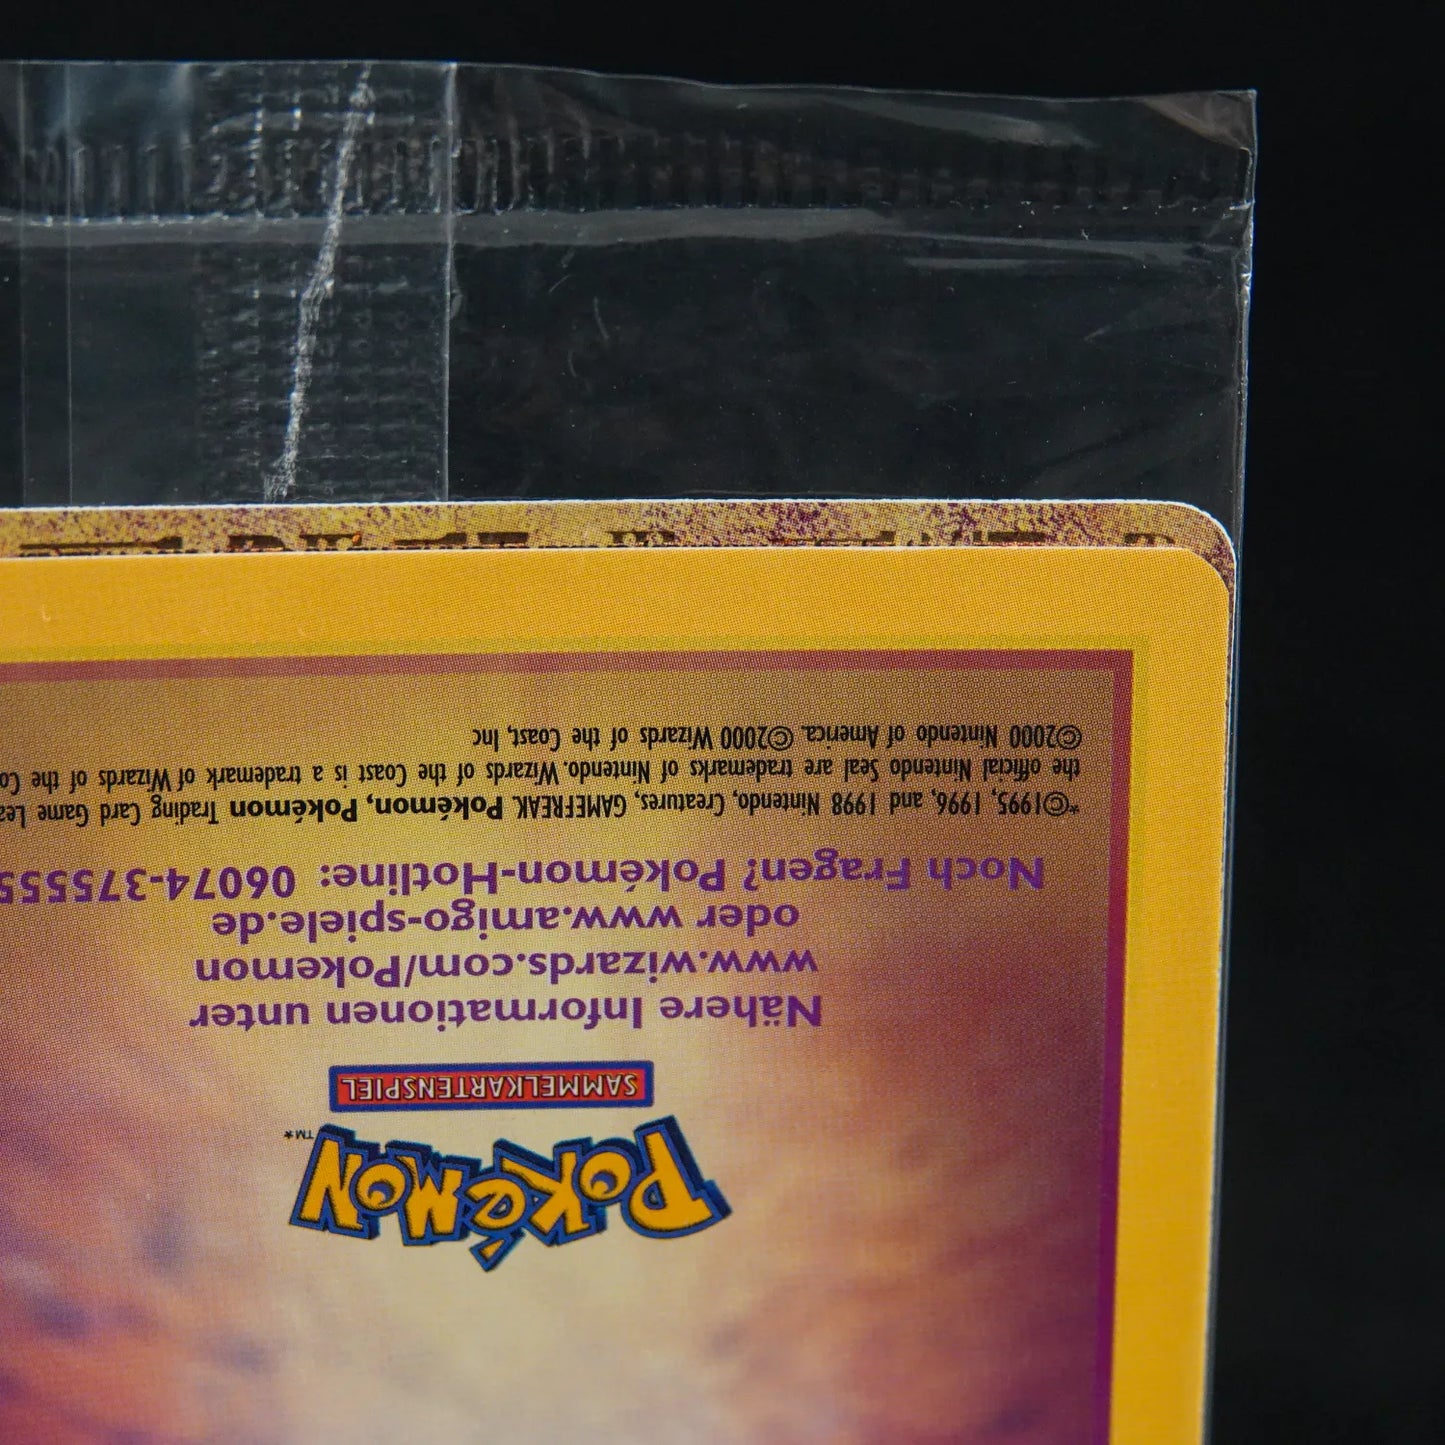 POKéMON™*
SAMMELKARTENSPIEL
Nähere Informationen unter
www.wizards.com/Pokemon
oder www.amigo-spiele.de
Noch Fragen? Pokémon-Hotline: 06074-375555
*©1995, 1996, and 1998 Nintendo, Creatures, GAMEFREAK. Pokémon, Pokémon Trading Card Game
the official Nintendo Seal are trademarks of Nintendo. Wizards of the Coast is a trademark of Wizards of the
©2000 Nintendo of America. ©2000 Wizards of the Coast, Inc